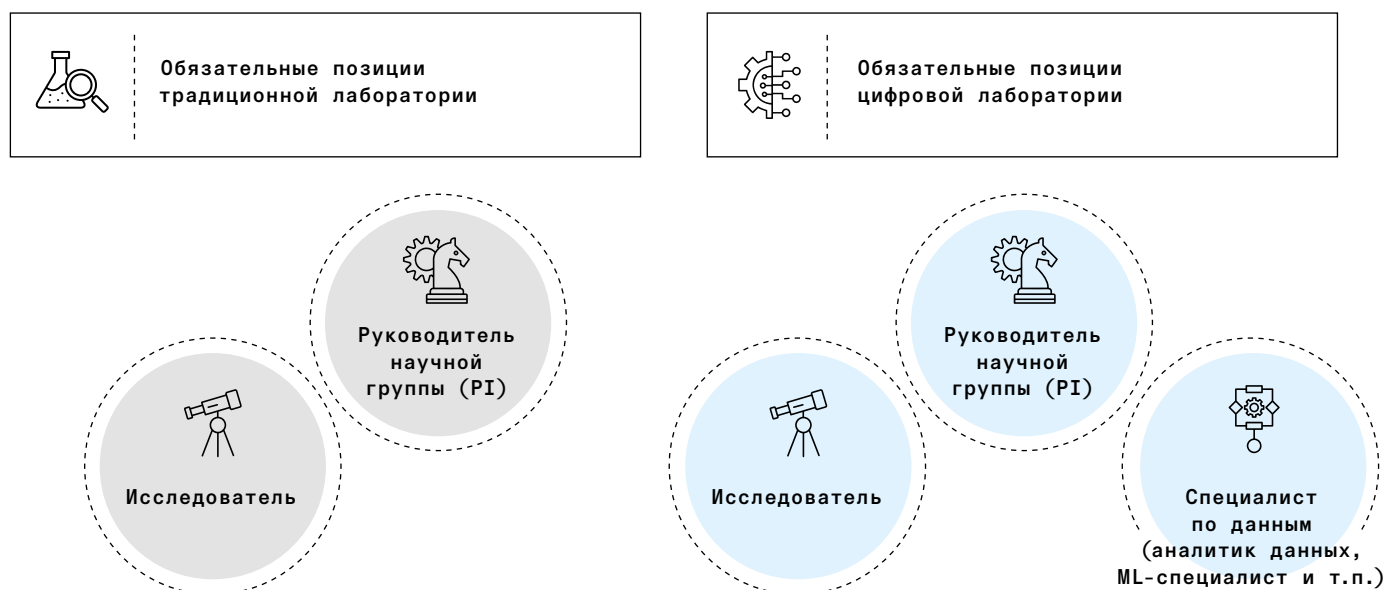 Обязательные позиции
традиционной лаборатории
Обязательные позиции
цифровой лаборатории
Руководитель
научной
группы (PI)
Исследователь
Руководитель
научной
группы (PI)
Исследователь
Специалист
по данным
(аналитик данных,
ML-специалист и т.п.)